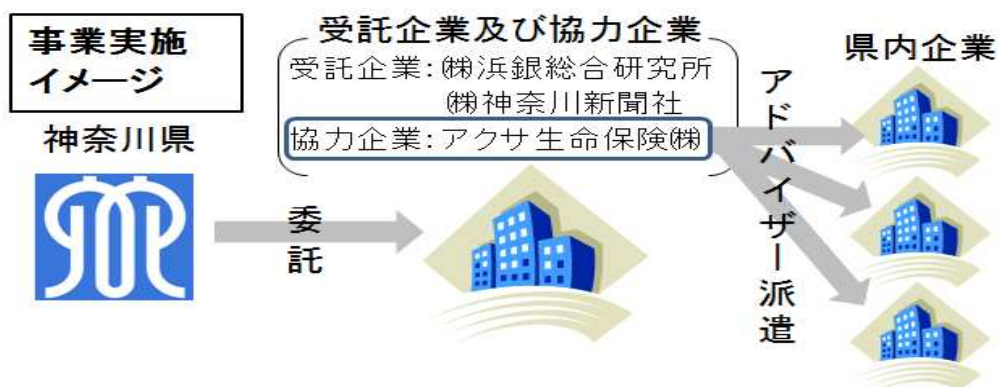 事業実施
イメージ
神奈川県
委託
受託企業及び協力企業
受託企業：㈱浜銀総合研究所
㈱神奈川新聞社
協力企業：アクサ生命保険㈱
アドバイザー派遣
県内企業